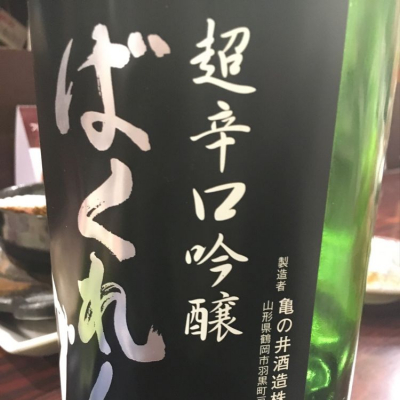 超辛口吟醸
ばくれん
製造者 亀の井酒造株
山形県鶴岡市羽黒町